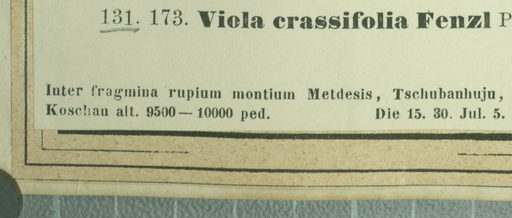 131. 173. Viola crassifolia Fenzl P
Inter fragmina rupium montium Metdesis, Tschubanhuju,
Koschan alt. 9500—10000 ped. Die 15. 30. Jul. 5.